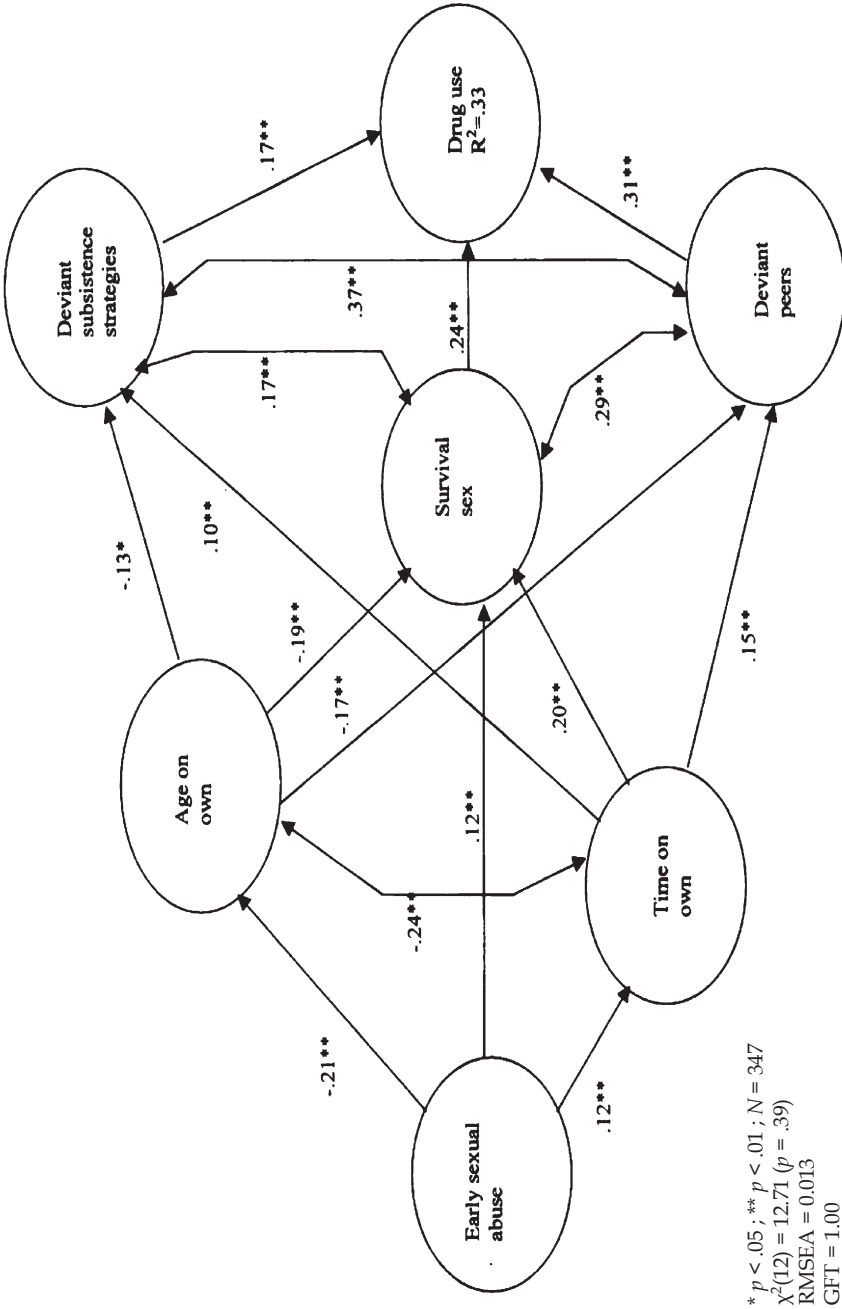 Deviant
subsistence
strategies
Age on
own
Early sexual
abuse
Time on
own
Survival
sex
Deviant
peers
Drug use
R²=.33
-.21**
.12**
.12**
-.24**
-.13*
-.19**
-.17**
.10**
.20**
.15**
.17**
.37**
.29**
.17**
.24**
.31**
* p < .05 ; ** p < .01 ; N = 347
χ²(12) = 12.71 (p = .39)
RMSEA = 0.013
GFT = 1.00